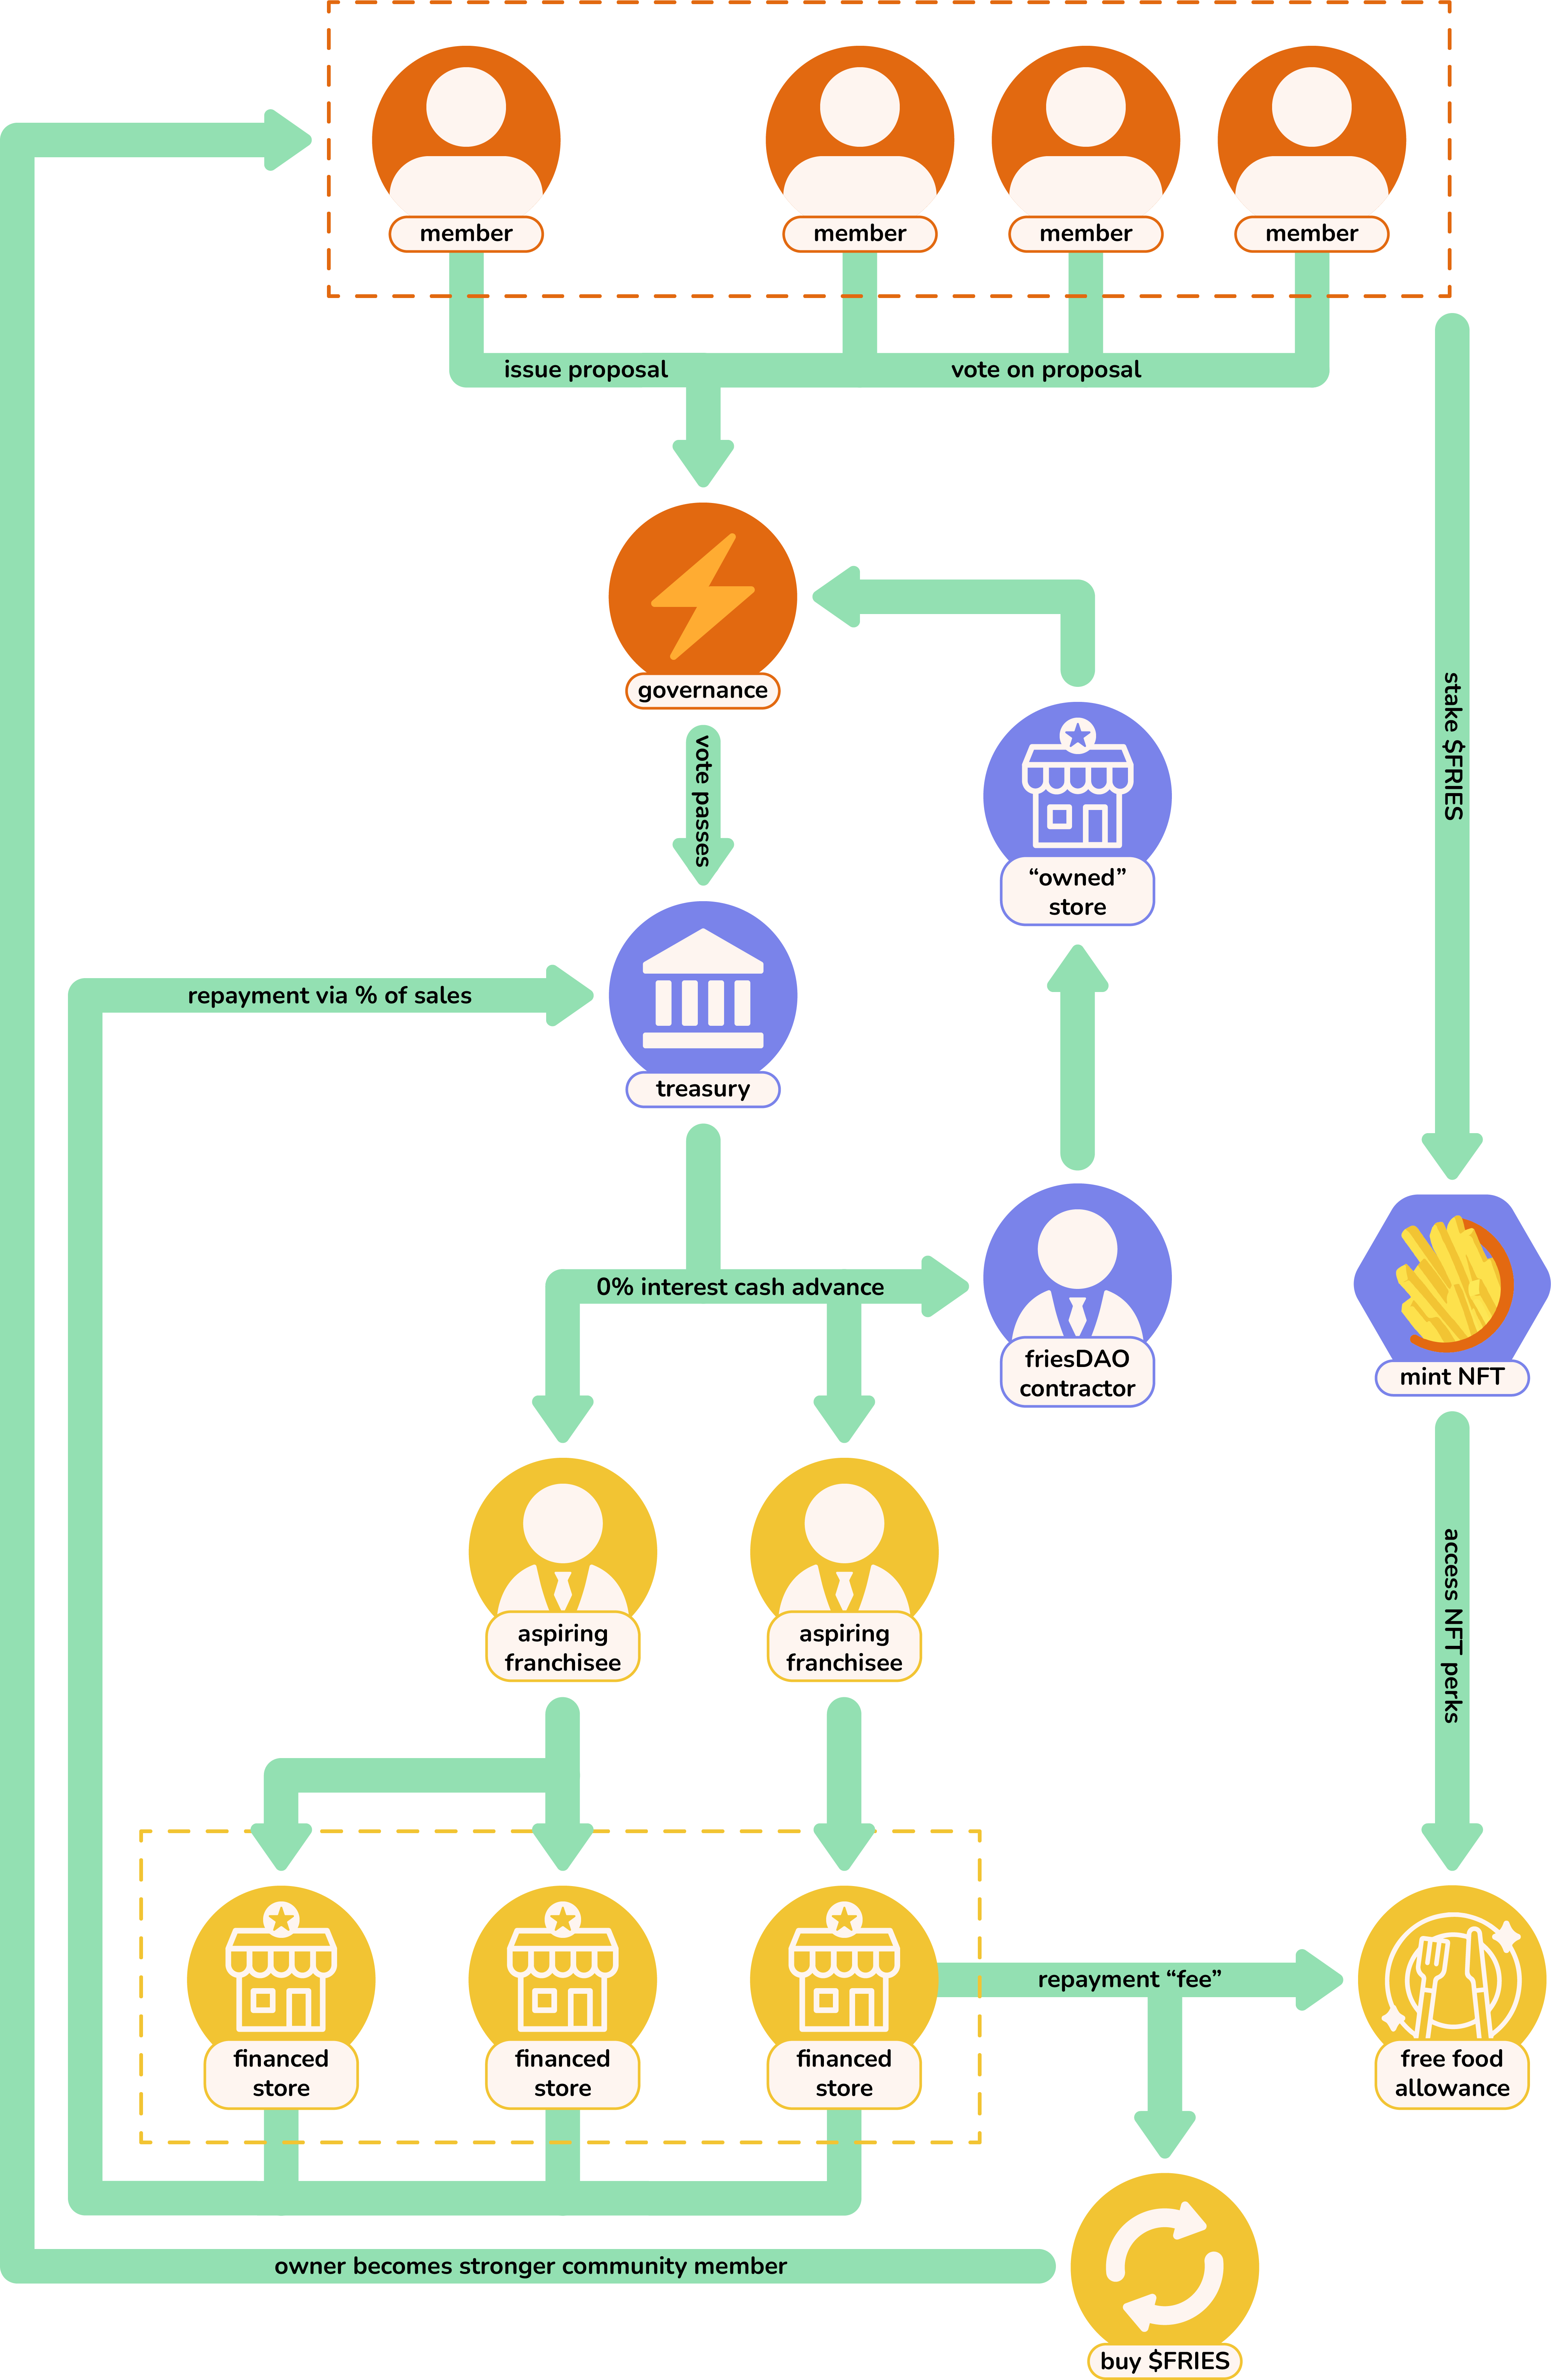 member
member
member
member
issue proposal
vote on proposal
governance
stake $FRIES
vote passes
“owned”
store
repayment via % of sales
treasury
0% interest cash advance
friesDAO
contractor
mint NFT
aspiring
franchisee
aspiring
franchisee
access NFT perks
repayment “fee”
financed
store
financed
store
financed
store
free food
allowance
owner becomes stronger community member
buy $FRIES